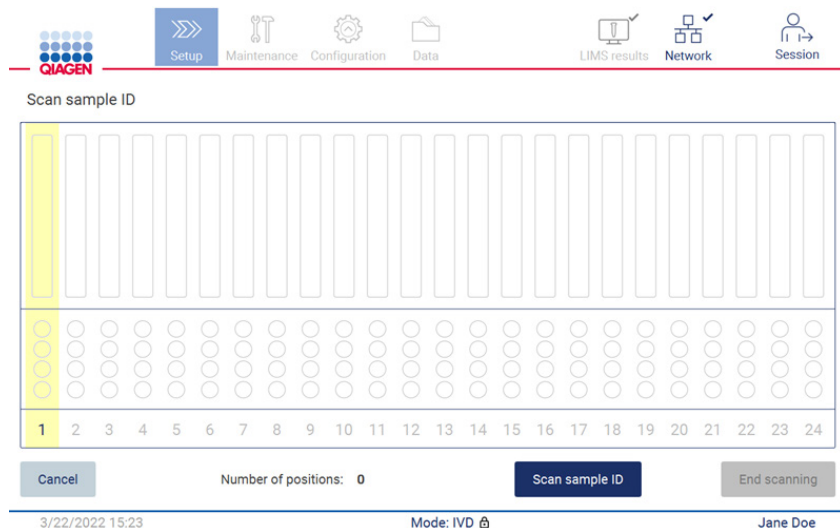 QIAGEN
Setup
Maintenance
Configuration
Data
LIMS results
Network
Session
Scan sample ID
1 2 3 4 5 6 7 8 9 10 11 12 13 14 15 16 17 18 19 20 21 22 23 24
Cancel
Number of positions: 0
Scan sample ID
End scanning
3/22/2022 15:23
Mode: IVD
Jane Doe